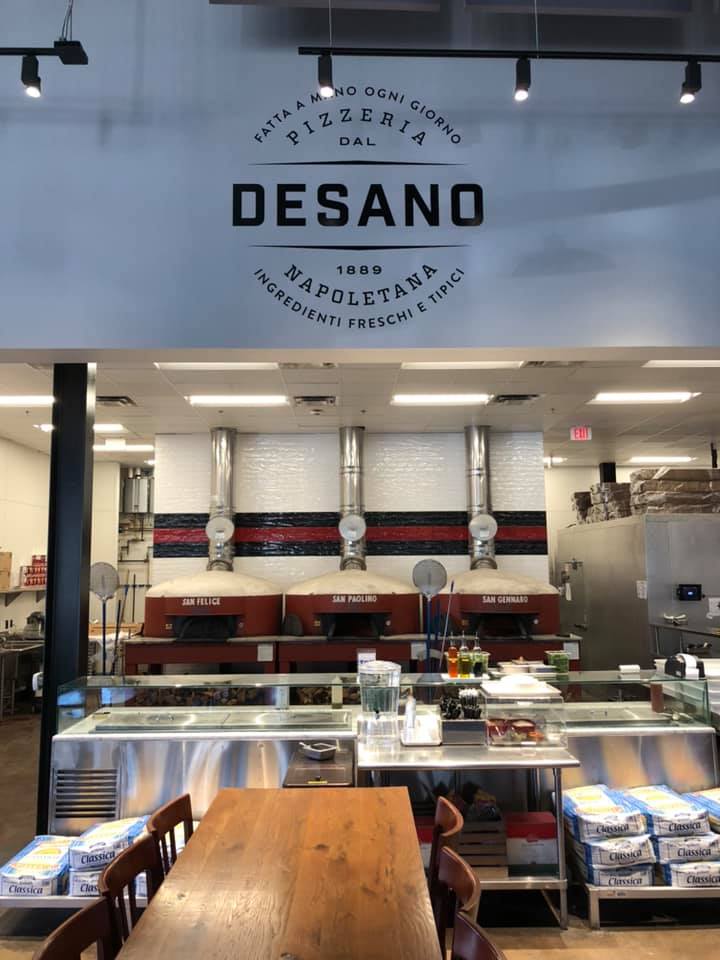 FATTA A MANO OGNI GIORNO
PIZZERIA
DAL
DESANO
1889
NAPOLETANA
INGREDIENTI FRESCHI E TIPICI
EXIT
SAN FELICE
SAN PAOLINO
SAN GENNARO
Classica
Classica
Classica
Classica
Classica
Classica
Classica
Classica